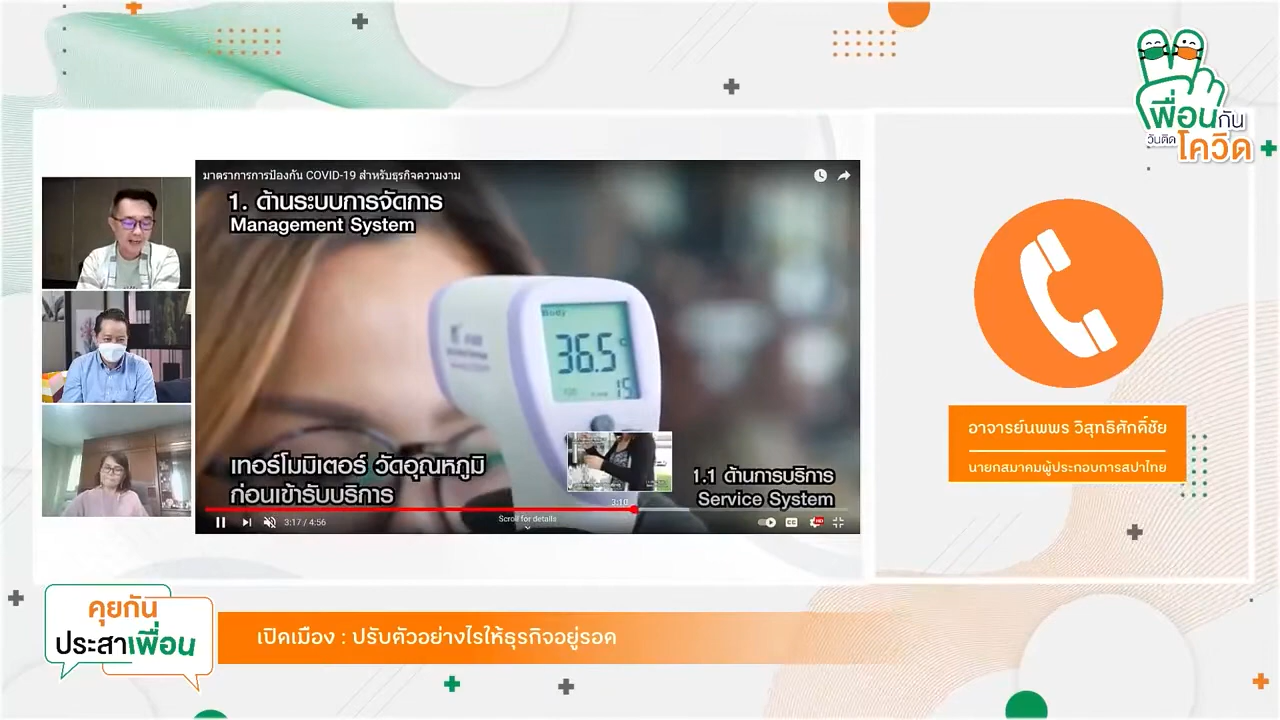 เพื่อนกัน
วันติด
โควิด
มาตราการการป้องกัน COVID-19 สำหรับธุรกิจความงาม
1. ด้านระบบการจัดการ
Management System
Body
36.5°
15
เทอร์โมมิเตอร์ วัดอุณหภูมิ
ก่อนเข้ารับบริการ
1.1 ด้านการบริการ
Service System
3:10
3:17 / 4:56
Scroll for details
CC
HD
อาจารย์นพพร วิสุทธิศักดิ์ชัย
นายกสมาคมผู้ประกอบการสปาไทย
คุยกัน
ประสาเพื่อน
เปิดเมือง : ปรับตัวอย่างไรให้ธุรกิจอยู่รอด